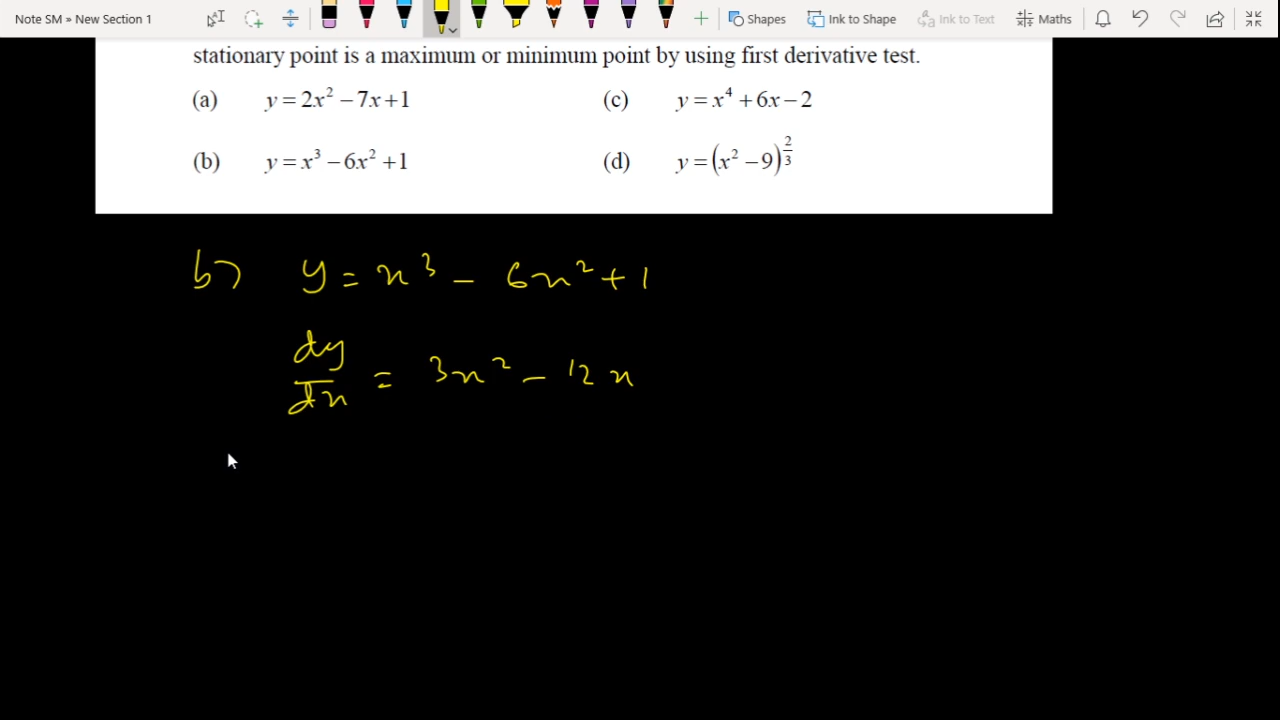 Note SM » New Section 1
Shapes
Ink to Shape
Ink to Text
Maths
stationary point is a maximum or minimum point by using first derivative test.
(a) y = 2x² − 7x + 1 (c) y = x⁴ + 6x − 2
(b) y = x³ − 6x² + 1 (d) y = (x² − 9)^(2/3)
b) y = x³ − 6x² + 1
dy/dx = 3x² − 12x